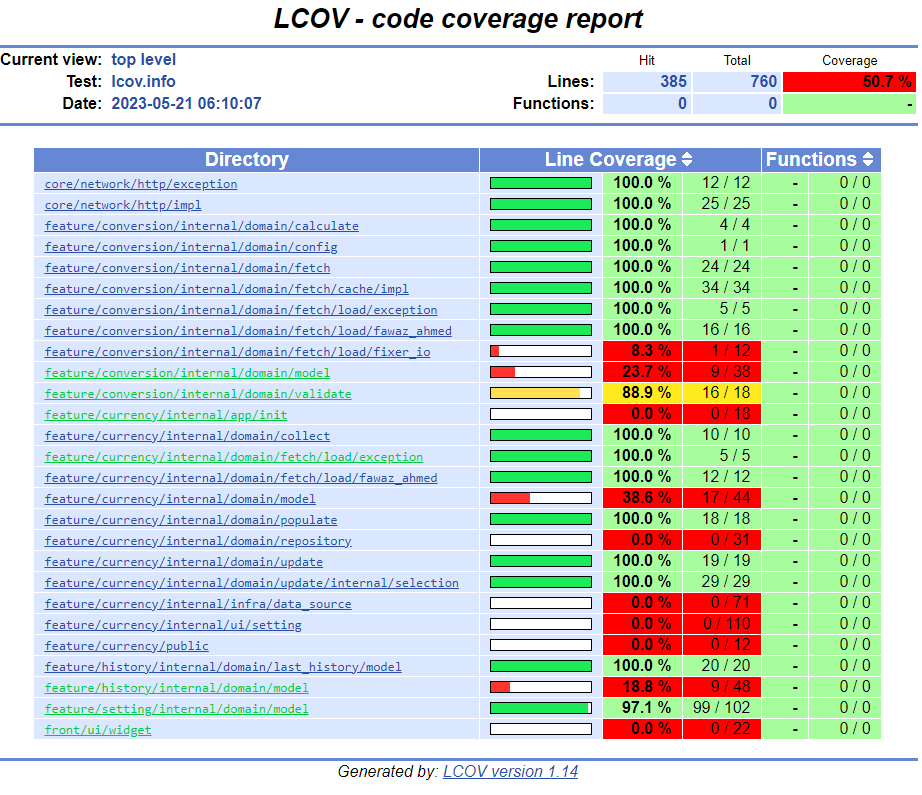 LCOV - code coverage report
Current view: top level
Hit Total Coverage
Test: lcov.info
Lines: 385 760 50.7 %
Date: 2023-05-21 06:10:07
Functions: 0 0 -
Directory Line Coverage Functions
core/network/http/exception 100.0 % 12 / 12 - 0 / 0
core/network/http/impl 100.0 % 25 / 25 - 0 / 0
feature/conversion/internal/domain/calculate 100.0 % 4 / 4 - 0 / 0
feature/conversion/internal/domain/config 100.0 % 1 / 1 - 0 / 0
feature/conversion/internal/domain/fetch 100.0 % 24 / 24 - 0 / 0
feature/conversion/internal/domain/fetch/cache/impl 100.0 % 34 / 34 - 0 / 0
feature/conversion/internal/domain/fetch/load/exception 100.0 % 5 / 5 - 0 / 0
feature/conversion/internal/domain/fetch/load/fawaz_ahmed 100.0 % 16 / 16 - 0 / 0
feature/conversion/internal/domain/fetch/load/fixer_io 8.3 % 1 / 12 - 0 / 0
feature/conversion/internal/domain/model 23.7 % 9 / 38 - 0 / 0
feature/conversion/internal/domain/validate 88.9 % 16 / 18 - 0 / 0
feature/currency/internal/app/init 0.0 % 0 / 18 - 0 / 0
feature/currency/internal/domain/collect 100.0 % 10 / 10 - 0 / 0
feature/currency/internal/domain/fetch/load/exception 100.0 % 5 / 5 - 0 / 0
feature/currency/internal/domain/fetch/load/fawaz_ahmed 100.0 % 12 / 12 - 0 / 0
feature/currency/internal/domain/model 38.6 % 17 / 44 - 0 / 0
feature/currency/internal/domain/populate 100.0 % 18 / 18 - 0 / 0
feature/currency/internal/domain/repository 0.0 % 0 / 31 - 0 / 0
feature/currency/internal/domain/update 100.0 % 19 / 19 - 0 / 0
feature/currency/internal/domain/update/internal/selection 100.0 % 29 / 29 - 0 / 0
feature/currency/internal/infra/data_source 0.0 % 0 / 71 - 0 / 0
feature/currency/internal/ui/setting 0.0 % 0 / 110 - 0 / 0
feature/currency/public 0.0 % 0 / 12 - 0 / 0
feature/history/internal/domain/last_history/model 100.0 % 20 / 20 - 0 / 0
feature/history/internal/domain/model 18.8 % 9 / 48 - 0 / 0
feature/setting/internal/domain/model 97.1 % 99 / 102 - 0 / 0
front/ui/widget 0.0 % 0 / 22 - 0 / 0
Generated by: LCOV version 1.14